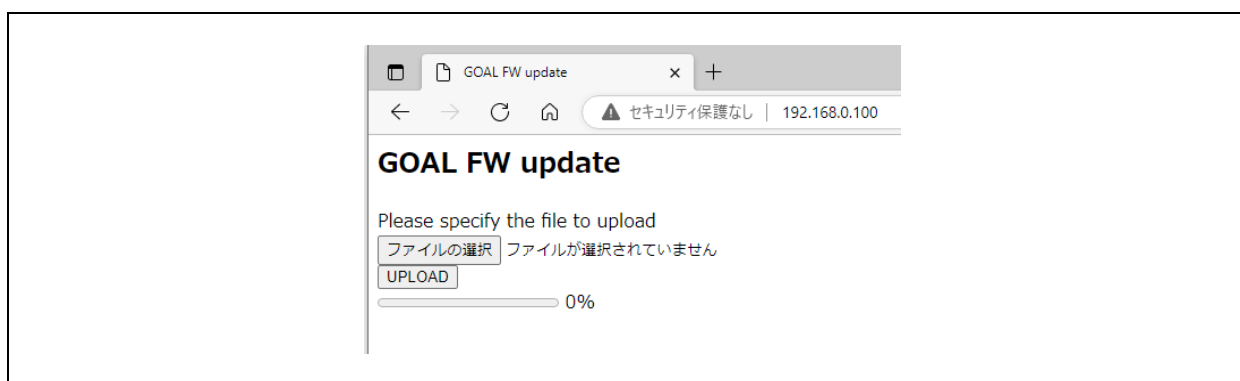 GOAL FW update
セキュリティ保護なし | 192.168.0.100
GOAL FW update
Please specify the file to upload
ファイルの選択 ファイルが選択されていません
UPLOAD
0%